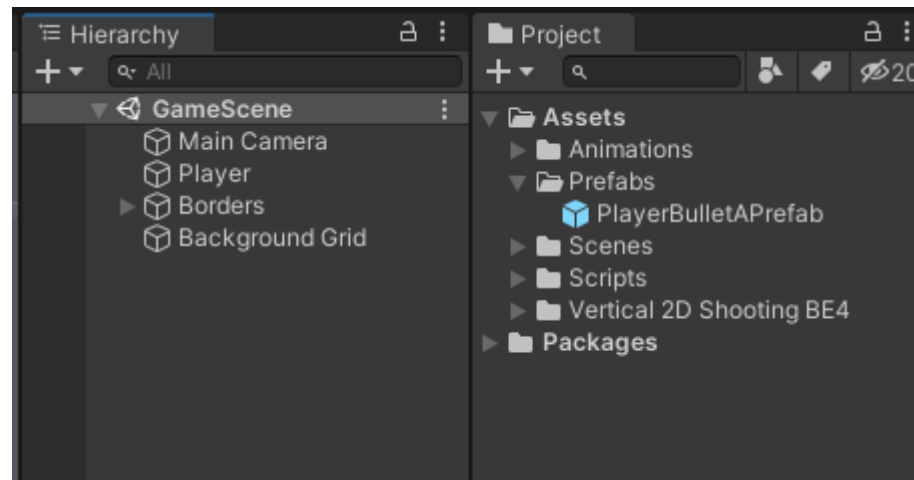 Hierarchy
All
GameScene
Main Camera
Player
Borders
Background Grid
Project
20
Assets
Animations
Prefabs
PlayerBulletAPrefab
Scenes
Scripts
Vertical 2D Shooting BE4
Packages